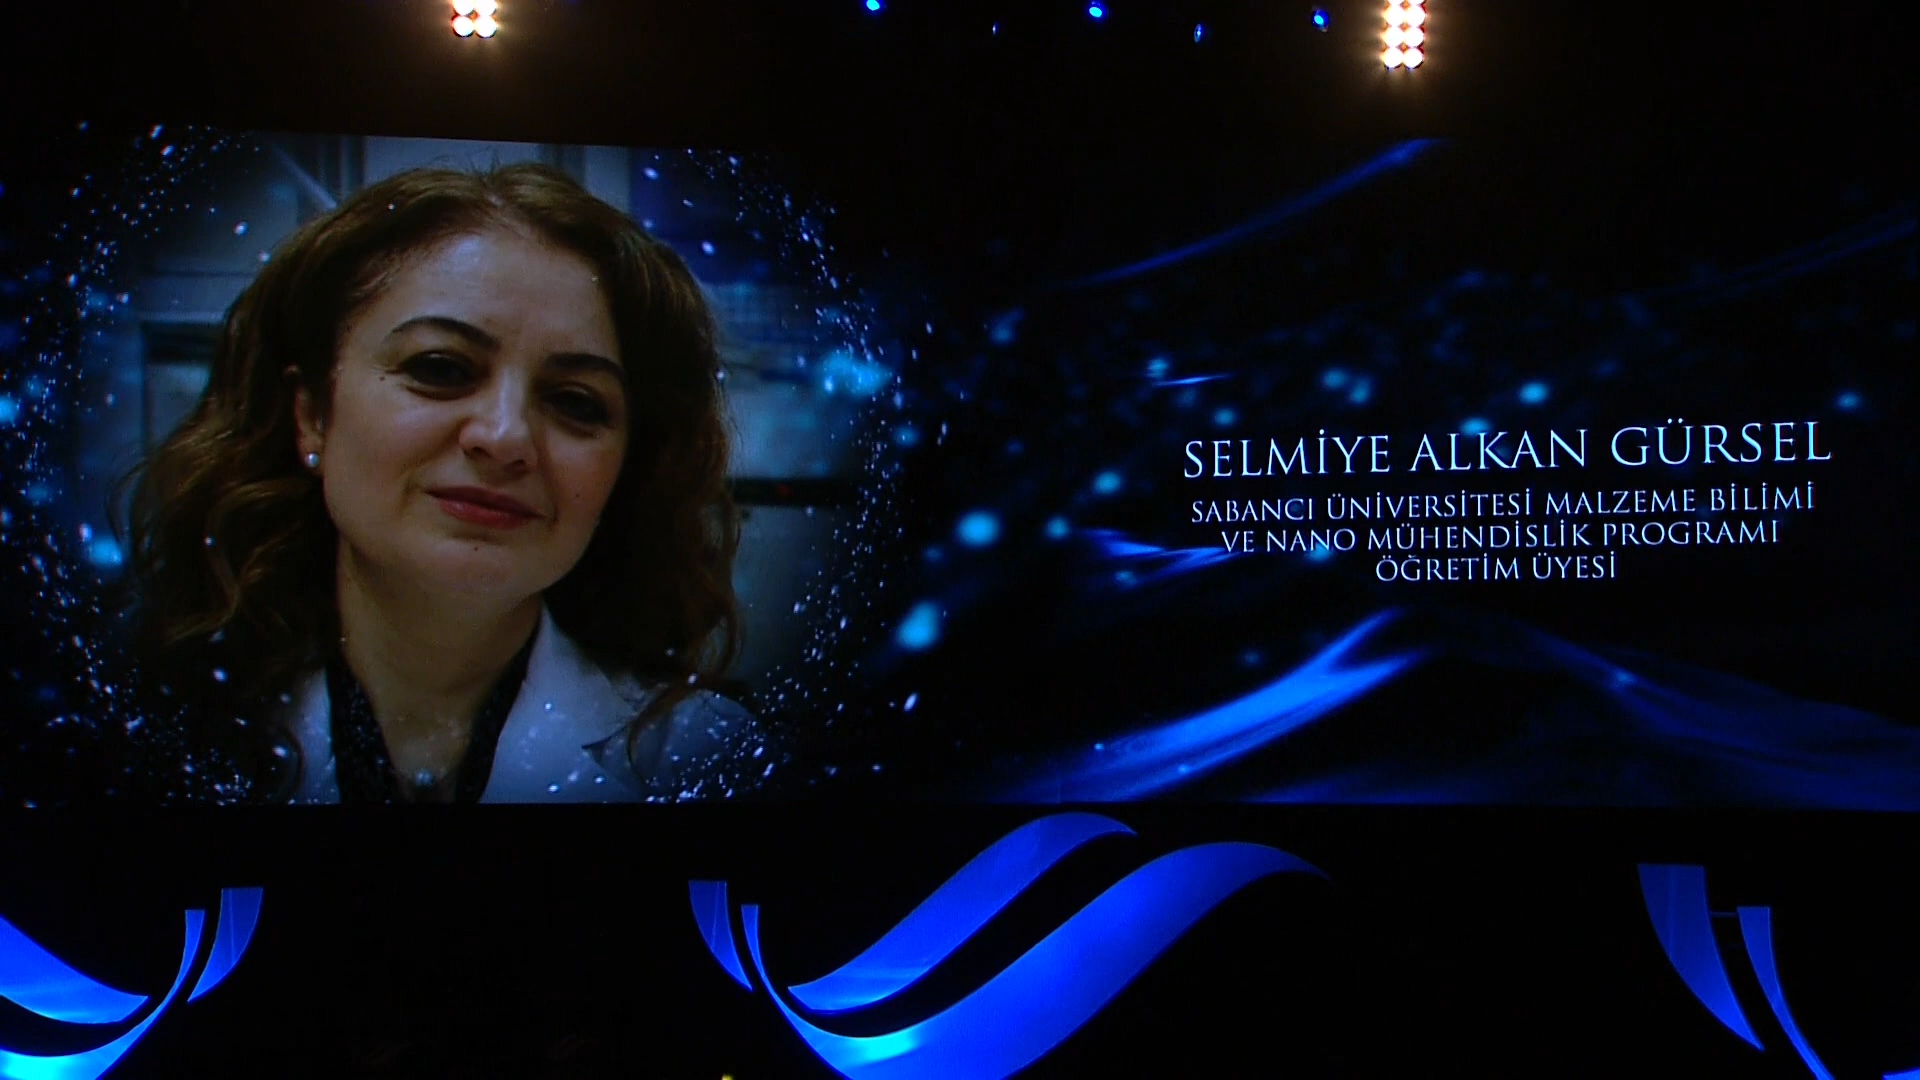 SELMİYE ALKAN GÜRSEL
SABANCI ÜNİVERSİTESİ MALZEME BİLİMİ
VE NANO MÜHENDİSLİK PROGRAMI
ÖĞRETİM ÜYESİ